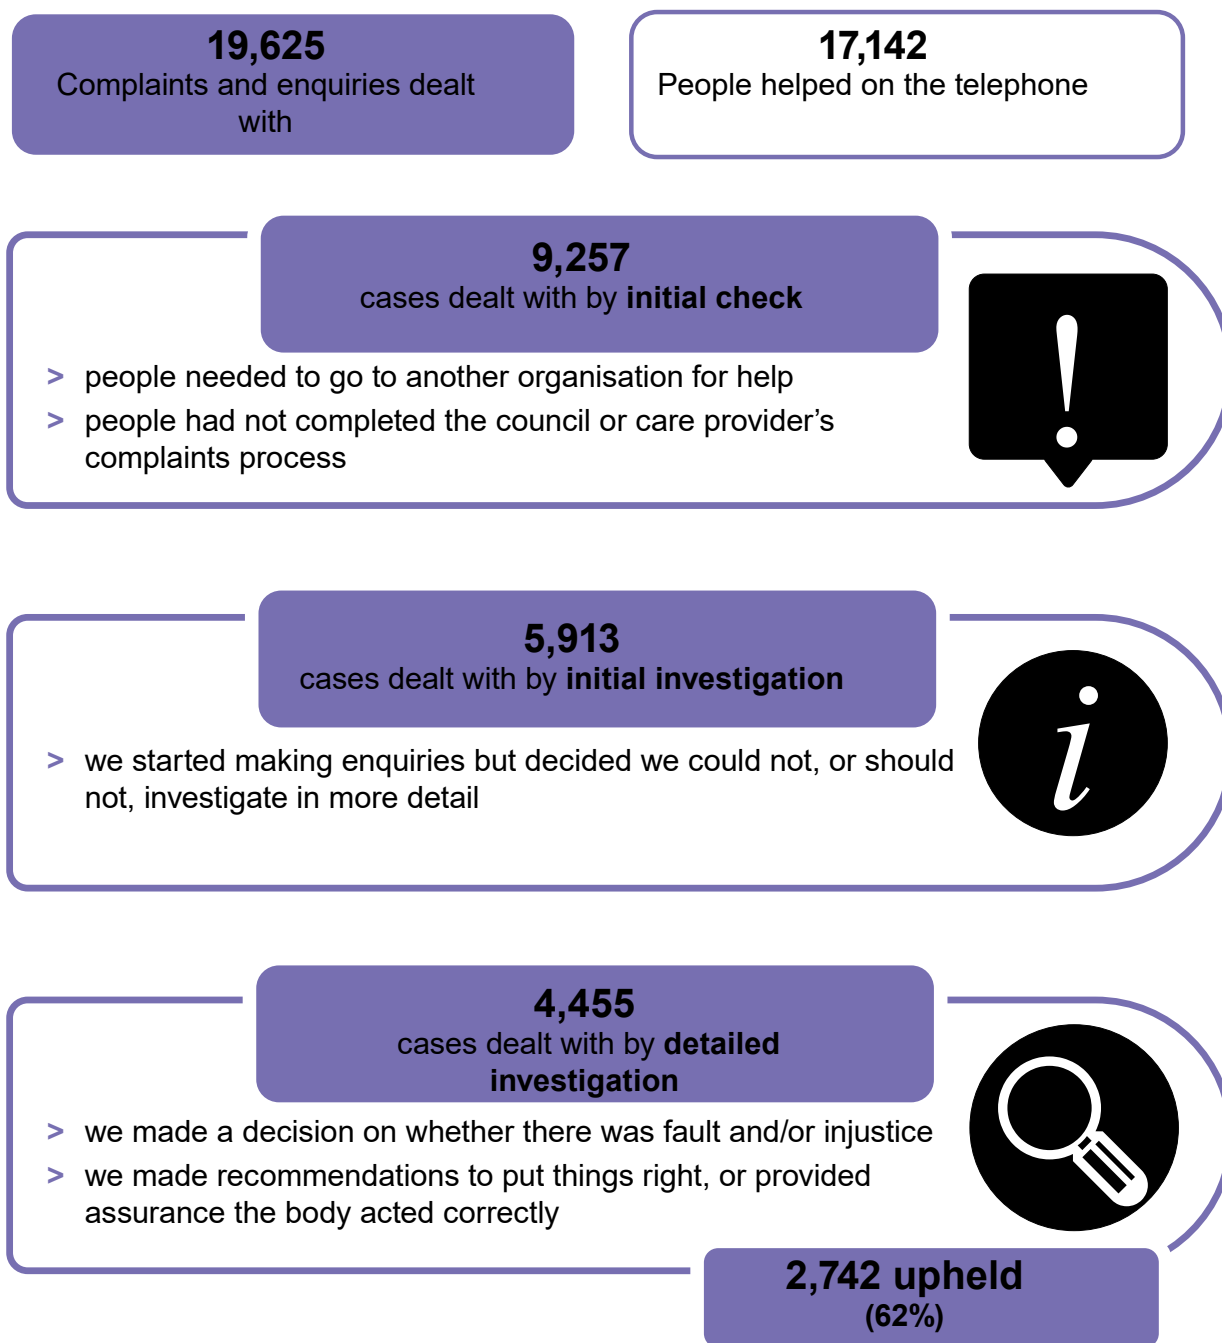 19,625
Complaints and enquiries dealt
with
17,142
People helped on the telephone
9,257
cases dealt with by initial check
> people needed to go to another organisation for help
> people had not completed the council or care provider’s
complaints process
!
5,913
cases dealt with by initial investigation
> we started making enquiries but decided we could not, or should
not, investigate in more detail
i
4,455
cases dealt with by detailed
investigation
> we made a decision on whether there was fault and/or injustice
> we made recommendations to put things right, or provided
assurance the body acted correctly
2,742 upheld
(62%)